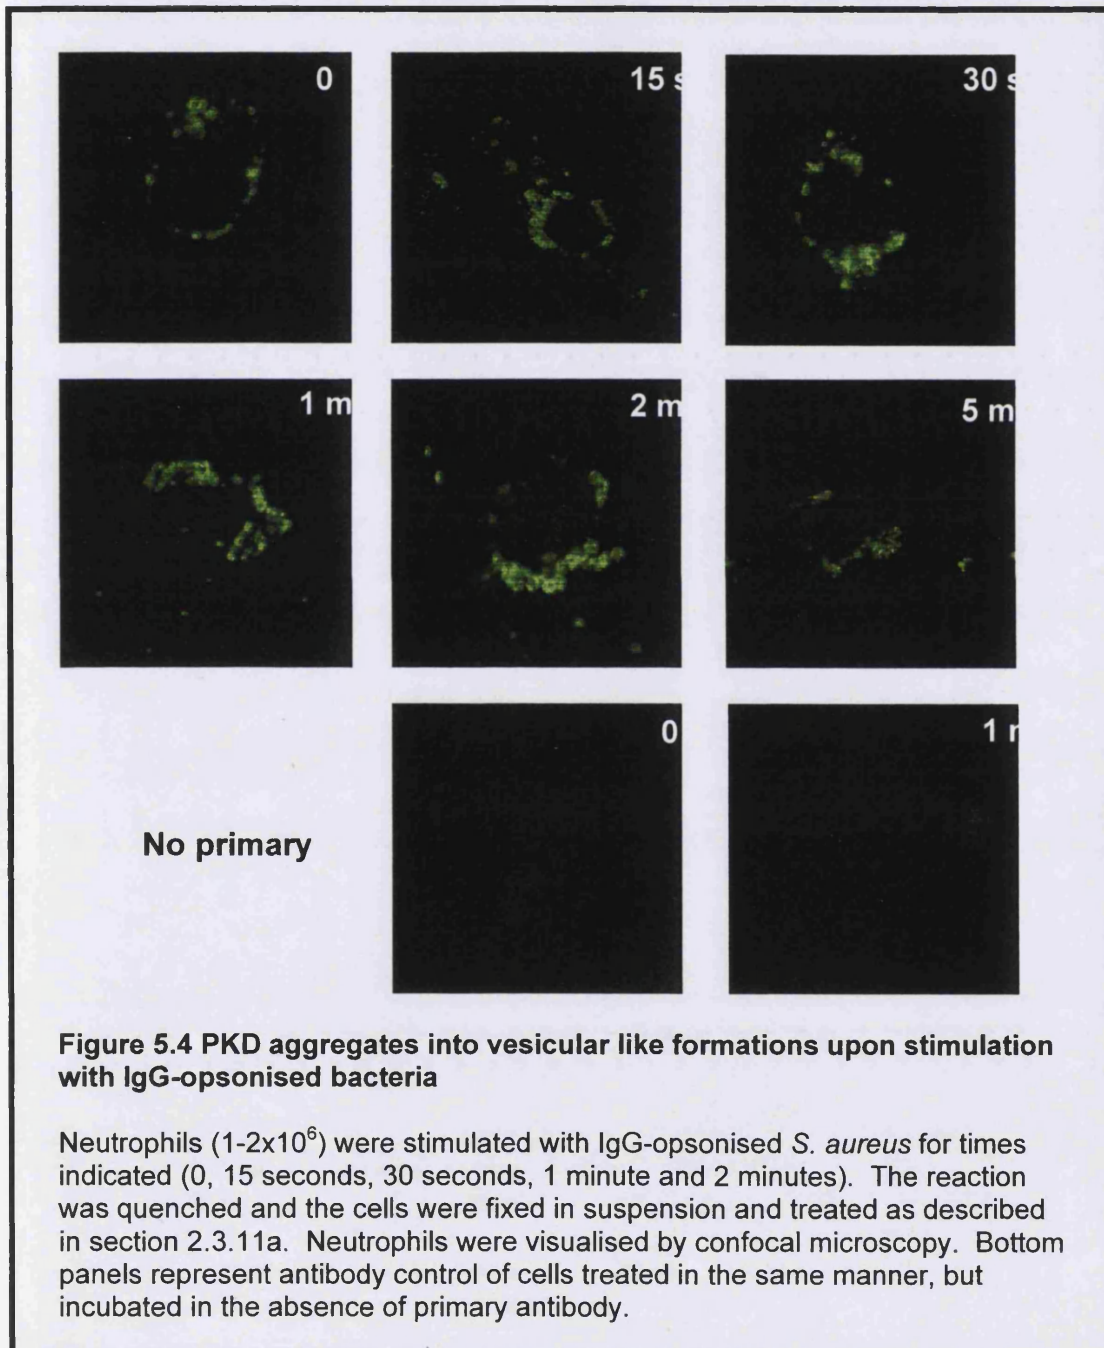 0
15 s
30 s
1 m
2 m
5 m
No primary
0
1 r
Figure 5.4 PKD aggregates into vesicular like formations upon stimulation
with IgG-opsonised bacteria
Neutrophils (1-2x10⁶) were stimulated with IgG-opsonised S. aureus for times
indicated (0, 15 seconds, 30 seconds, 1 minute and 2 minutes). The reaction
was quenched and the cells were fixed in suspension and treated as described
in section 2.3.11a. Neutrophils were visualised by confocal microscopy. Bottom
panels represent antibody control of cells treated in the same manner, but
incubated in the absence of primary antibody.